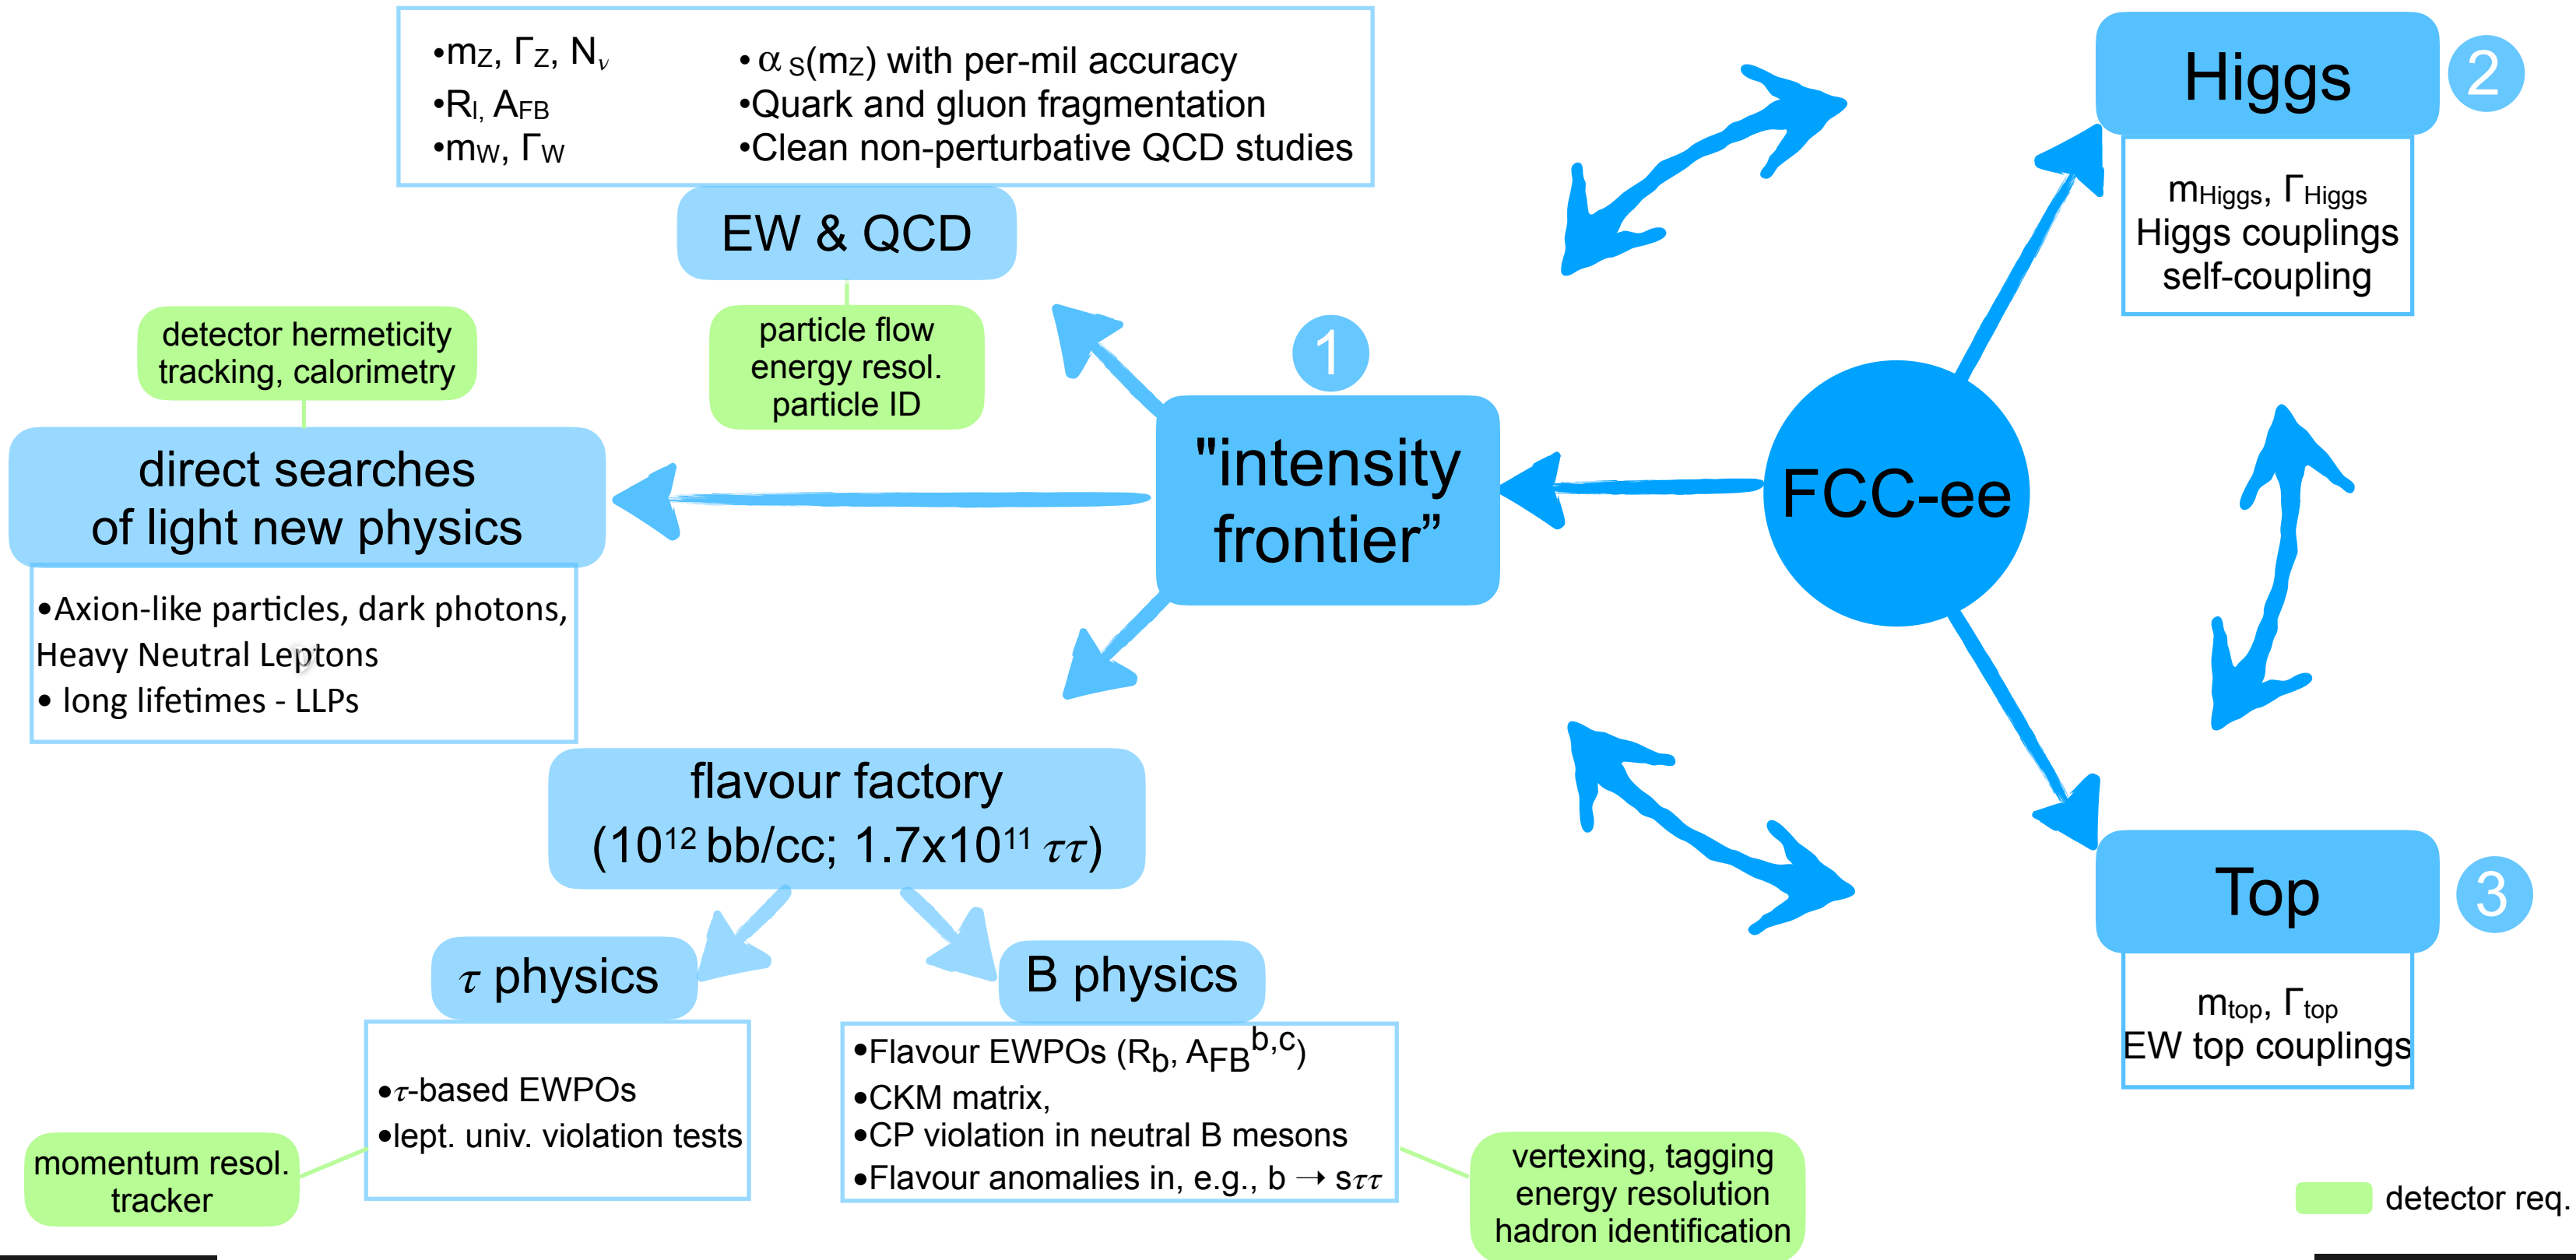 •mZ, ΓZ, Nν
•Rl, AFB
•mW, ΓW
•αS(mZ) with per-mil accuracy
•Quark and gluon fragmentation
•Clean non-perturbative QCD studies
EW & QCD
particle flow
energy resol.
particle ID
detector hermeticity
tracking, calorimetry
direct searches
of light new physics
•Axion-like particles, dark photons,
Heavy Neutral Leptons
• long lifetimes - LLPs
1
"intensity
frontier”
FCC-ee
Higgs
2
mHiggs, ΓHiggs
Higgs couplings
self-coupling
Top
3
mtop, Γtop
EW top couplings
flavour factory
(10¹² bb/cc; 1.7x10¹¹ ττ)
τ physics
•τ-based EWPOs
•lept. univ. violation tests
momentum resol.
tracker
B physics
•Flavour EWPOs (Rb, AFB^b,c)
•CKM matrix,
•CP violation in neutral B mesons
•Flavour anomalies in, e.g., b → sττ
vertexing, tagging
energy resolution
hadron identification
detector req.